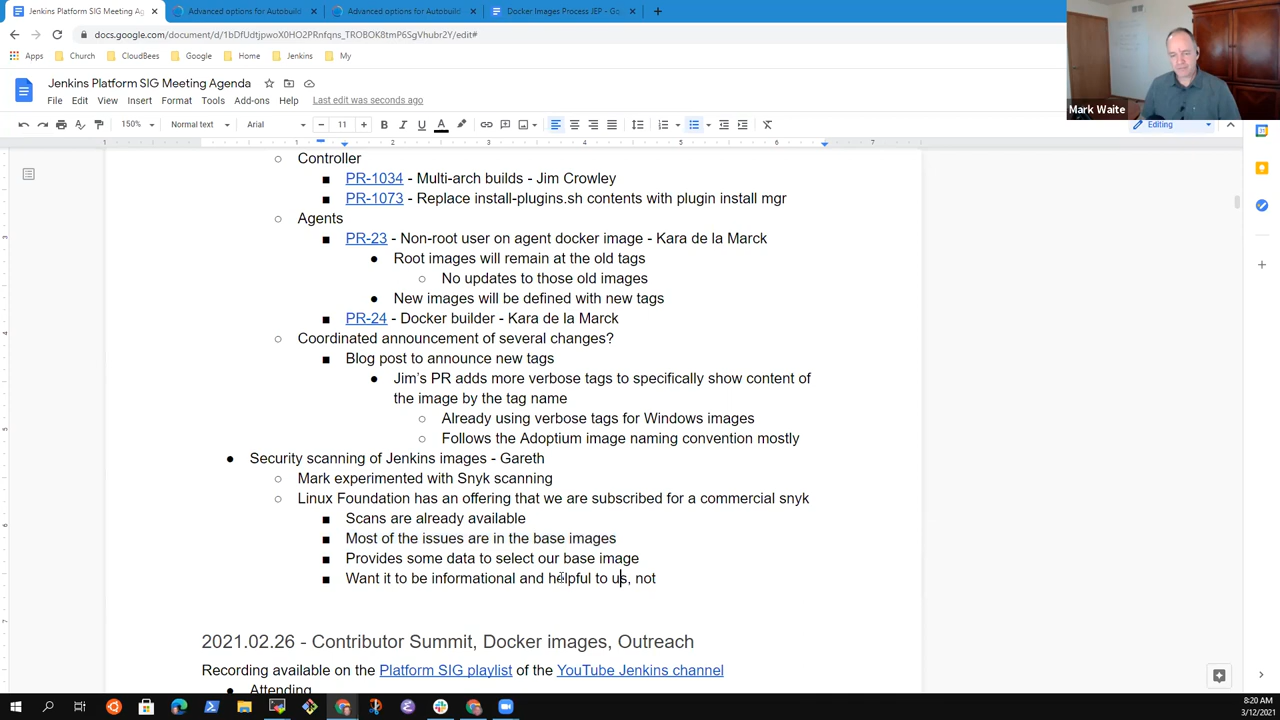 Jenkins Platform SIG Meeting Ag
Advanced options for Autobuild
Advanced options for Autobuild
Docker Images Process JEP - Go
docs.google.com/document/d/1bDfUdtjpwoX0HO2PRnfqns_TROBOK8tmP6SgVhubr2Y/edit#
Apps Church CloudBees Google Home Jenkins My
Jenkins Platform SIG Meeting Agenda
File Edit View Insert Format Tools Add-ons Help Last edit was seconds ago
150% Normal text Arial 11 Editing
Mark Waite
1 1 2 3 4 5 6 7
Controller
PR-1034 - Multi-arch builds - Jim Crowley
PR-1073 - Replace install-plugins.sh contents with plugin install mgr
Agents
PR-23 - Non-root user on agent docker image - Kara de la Marck
Root images will remain at the old tags
No updates to those old images
New images will be defined with new tags
PR-24 - Docker builder - Kara de la Marck
Coordinated announcement of several changes?
Blog post to announce new tags
Jim's PR adds more verbose tags to specifically show content of
the image by the tag name
Already using verbose tags for Windows images
Follows the Adoptium image naming convention mostly
Security scanning of Jenkins images - Gareth
Mark experimented with Snyk scanning
Linux Foundation has an offering that we are subscribed for a commercial snyk
Scans are already available
Most of the issues are in the base images
Provides some data to select our base image
Want it to be informational and helpful to us, not
2021.02.26 - Contributor Summit, Docker images, Outreach
Recording available on the Platform SIG playlist of the YouTube Jenkins channel
Attending
8:20 AM
3/12/2021